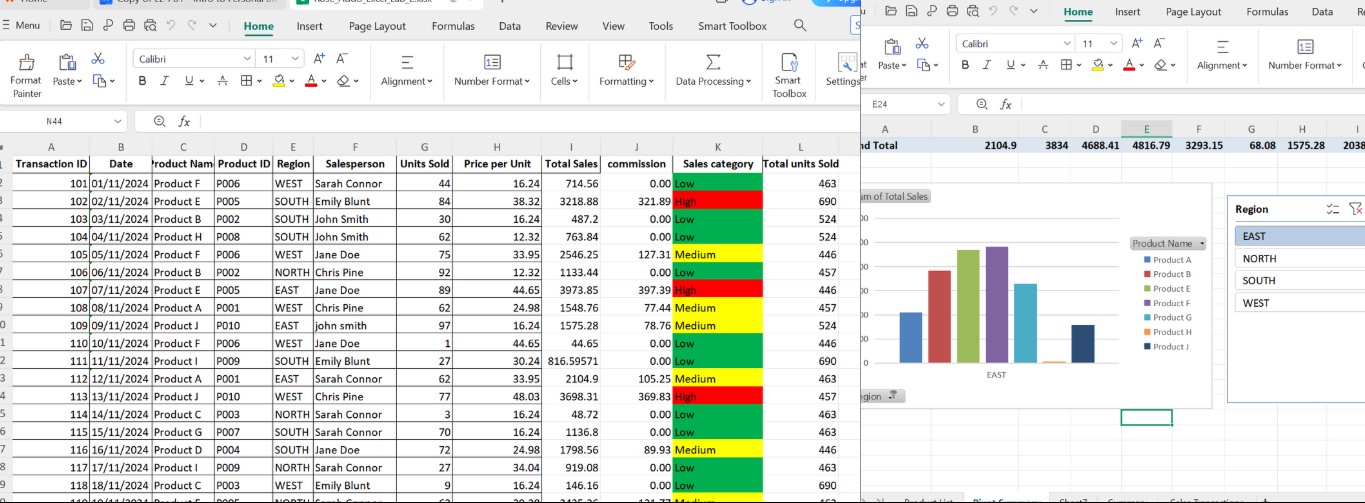 Menu Home Insert Page Layout Formulas Data Review View Tools Smart Toolbox
Format Painter Paste Calibri 11 A+ A-
B I U A
Alignment Number Format Cells Formatting Data Processing Smart Toolbox Settings
N44 fx
A B C D E F G H I J K L
Transaction ID Date Product ID Region Salesperson Units Sold Price per Unit Total Sales commission Sales category Total units Sold
101 01/11/2024 Product F P006 WEST Sarah Connor 44 16.24 714.56 0.00 Low 463
102 02/11/2024 Product E P005 SOUTH Emily Blunt 84 38.32 3218.88 321.89 High 690
103 03/11/2024 Product B P002 SOUTH John Smith 30 16.24 487.2 0.00 Low 524
104 04/11/2024 Product H P008 SOUTH John Smith 62 12.32 763.84 0.00 Low 524
105 05/11/2024 Product F P006 WEST Jane Doe 75 33.95 2546.25 127.31 Medium 446
106 06/11/2024 Product B P002 NORTH Chris Pine 92 12.32 1133.44 0.00 Low 457
107 07/11/2024 Product E P005 EAST Jane Doe 89 44.65 3973.85 397.39 High 446
108 08/11/2024 Product A P001 WEST Chris Pine 62 24.98 1548.76 77.44 Medium 457
109 09/11/2024 Product J P010 EAST john smith 97 16.24 1575.28 78.76 Medium 524
110 10/11/2024 Product F P006 WEST Jane Doe 1 44.65 44.65 0.00 Low 446
111 11/11/2024 Product I P009 SOUTH Emily Blunt 27 30.24 816.59571 0.00 Low 690
112 12/11/2024 Product A P001 EAST Sarah Connor 62 33.95 2104.9 105.25 Medium 463
113 13/11/2024 Product J P010 WEST Chris Pine 77 48.03 3698.31 369.83 High 457
114 14/11/2024 Product C P003 NORTH Sarah Connor 3 16.24 48.72 0.00 Low 463
115 15/11/2024 Product G P007 SOUTH Sarah Connor 70 16.24 1136.8 0.00 Low 463
116 16/11/2024 Product D P004 SOUTH Jane Doe 72 24.98 1798.56 89.93 Medium 446
117 17/11/2024 Product I P009 NORTH Sarah Connor 27 34.04 919.08 0.00 Low 463
118 18/11/2024 Product C P003 WEST Emily Blunt 9 16.24 146.16 0.00 Low 690
Home Insert Page Layout Formulas Data
Paste Calibri 11 A+ A-
B I U A
Alignment Number Format
E24 fx
A B C D E F G H I
nd Total 2104.9 3834 4688.41 4816.79 3293.15 68.08 1575.28 2038
um of Total Sales
0
EAST
egion
Product Name
Product A
Product B
Product E
Product F
Product G
Product H
Product J
Region
EAST
NORTH
SOUTH
WEST